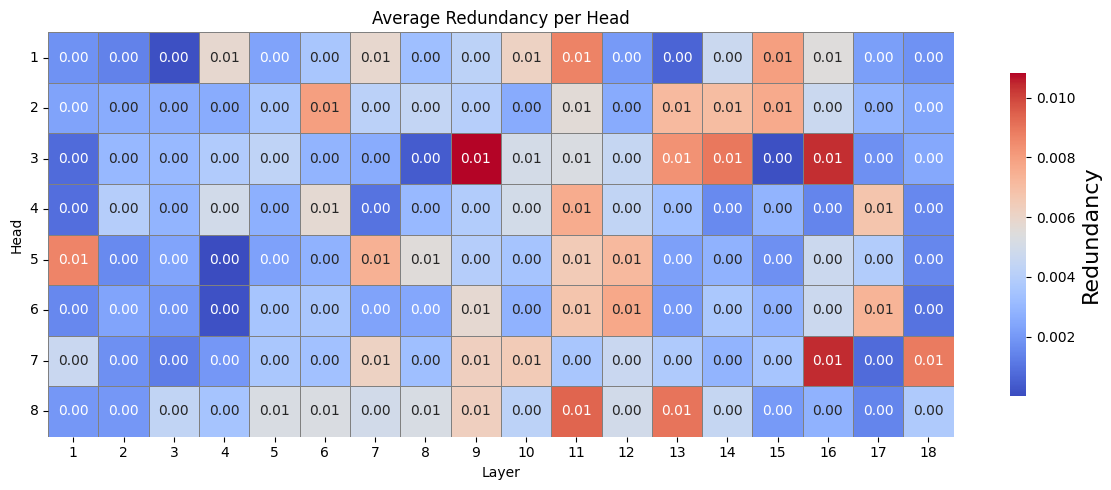 Average Redundancy per Head
1 0.00 0.00 0.00 0.01 0.00 0.00 0.01 0.00 0.00 0.01 0.01 0.00 0.00 0.00 0.01 0.01 0.00 0.00
2 0.00 0.00 0.00 0.00 0.00 0.01 0.00 0.00 0.00 0.00 0.01 0.00 0.01 0.01 0.01 0.00 0.00 0.00
3 0.00 0.00 0.00 0.00 0.00 0.00 0.00 0.00 0.01 0.01 0.01 0.00 0.01 0.01 0.00 0.01 0.00 0.00
4 0.00 0.00 0.00 0.00 0.00 0.01 0.00 0.00 0.00 0.00 0.01 0.00 0.00 0.00 0.00 0.00 0.01 0.00
5 0.01 0.00 0.00 0.00 0.00 0.00 0.01 0.01 0.00 0.00 0.01 0.01 0.00 0.00 0.00 0.00 0.00 0.00
6 0.00 0.00 0.00 0.00 0.00 0.00 0.00 0.00 0.01 0.00 0.01 0.01 0.00 0.00 0.00 0.00 0.01 0.00
7 0.00 0.00 0.00 0.00 0.00 0.00 0.01 0.00 0.01 0.01 0.00 0.00 0.00 0.00 0.00 0.01 0.00 0.01
8 0.00 0.00 0.00 0.00 0.01 0.01 0.00 0.01 0.01 0.00 0.01 0.00 0.01 0.00 0.00 0.00 0.00 0.00
1 2 3 4 5 6 7 8 9 10 11 12 13 14 15 16 17 18
Layer
Head
0.010
0.008
0.006
0.004
0.002
Redundancy